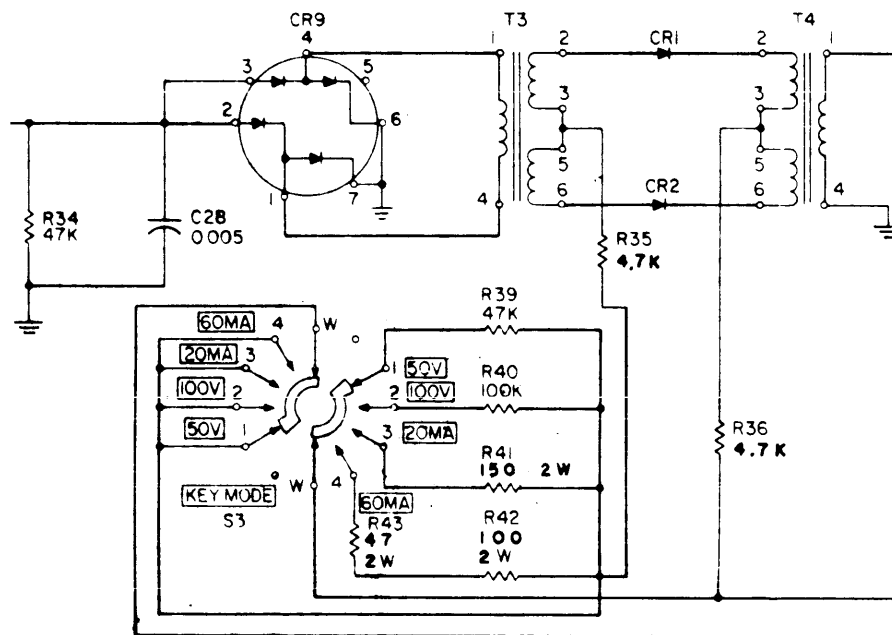 CR9
T3
T4
4
1
2
CR1
2
1
3
5
3
3
2
6
5
5
1
7
4
6
CR2
6
4
R34
47K
C28
0.005
R35
4.7K
R39
47K
60MA
4
W
20MA
3
1
50V
R40
100K
100V
2
2
100V
R36
4.7K
50V
1
3
20MA
R41
150 2W
KEY MODE
S3
W
4
60MA
R43
47
2W
R42
100
2W